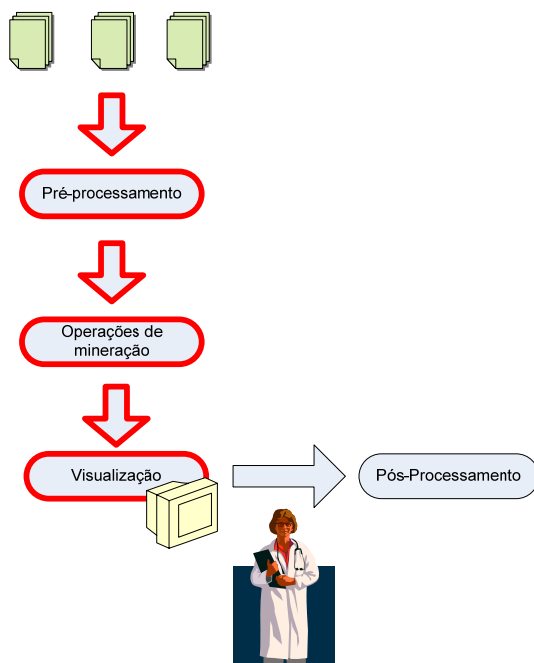 Pré-processamento
Operações de
mineração
Visualização
Pós-Processamento